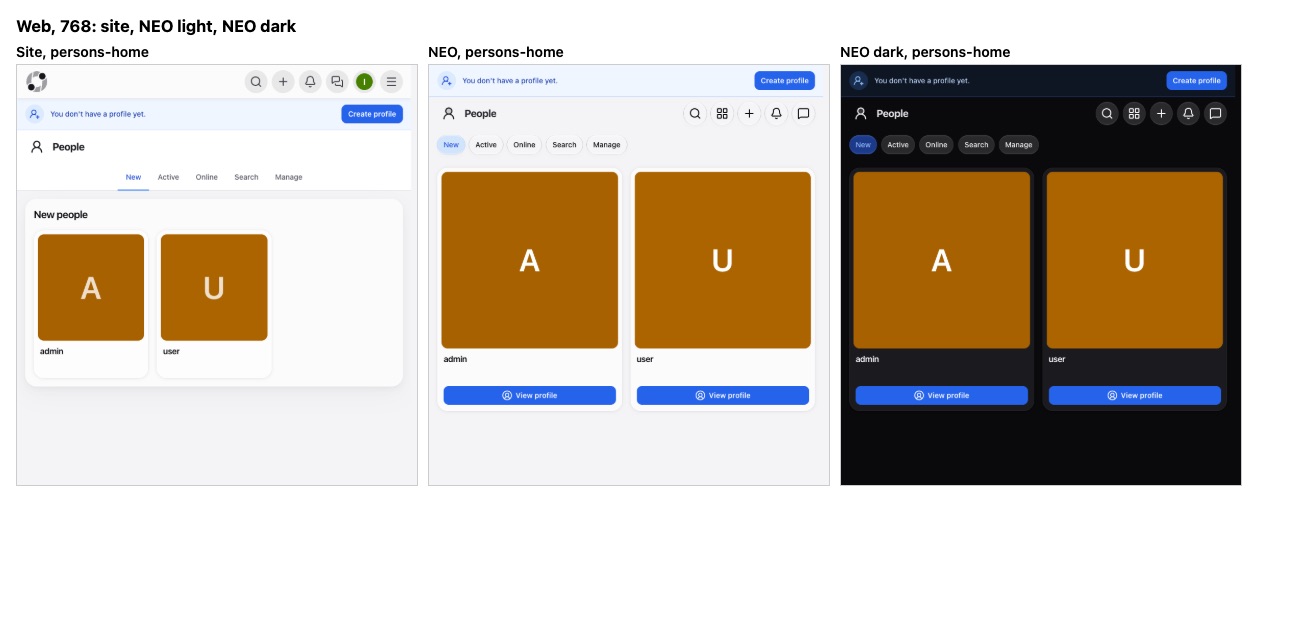 Web, 768: site, NEO light, NEO dark
Site, persons-home
I
You don't have a profile yet.
Create profile
People
New
Active
Online
Search
Manage
New people
A
U
admin
user
NEO, persons-home
You don't have a profile yet.
Create profile
People
New
Active
Online
Search
Manage
A
U
admin
user
View profile
View profile
NEO dark, persons-home
You don't have a profile yet.
Create profile
People
New
Active
Online
Search
Manage
A
U
admin
user
View profile
View profile